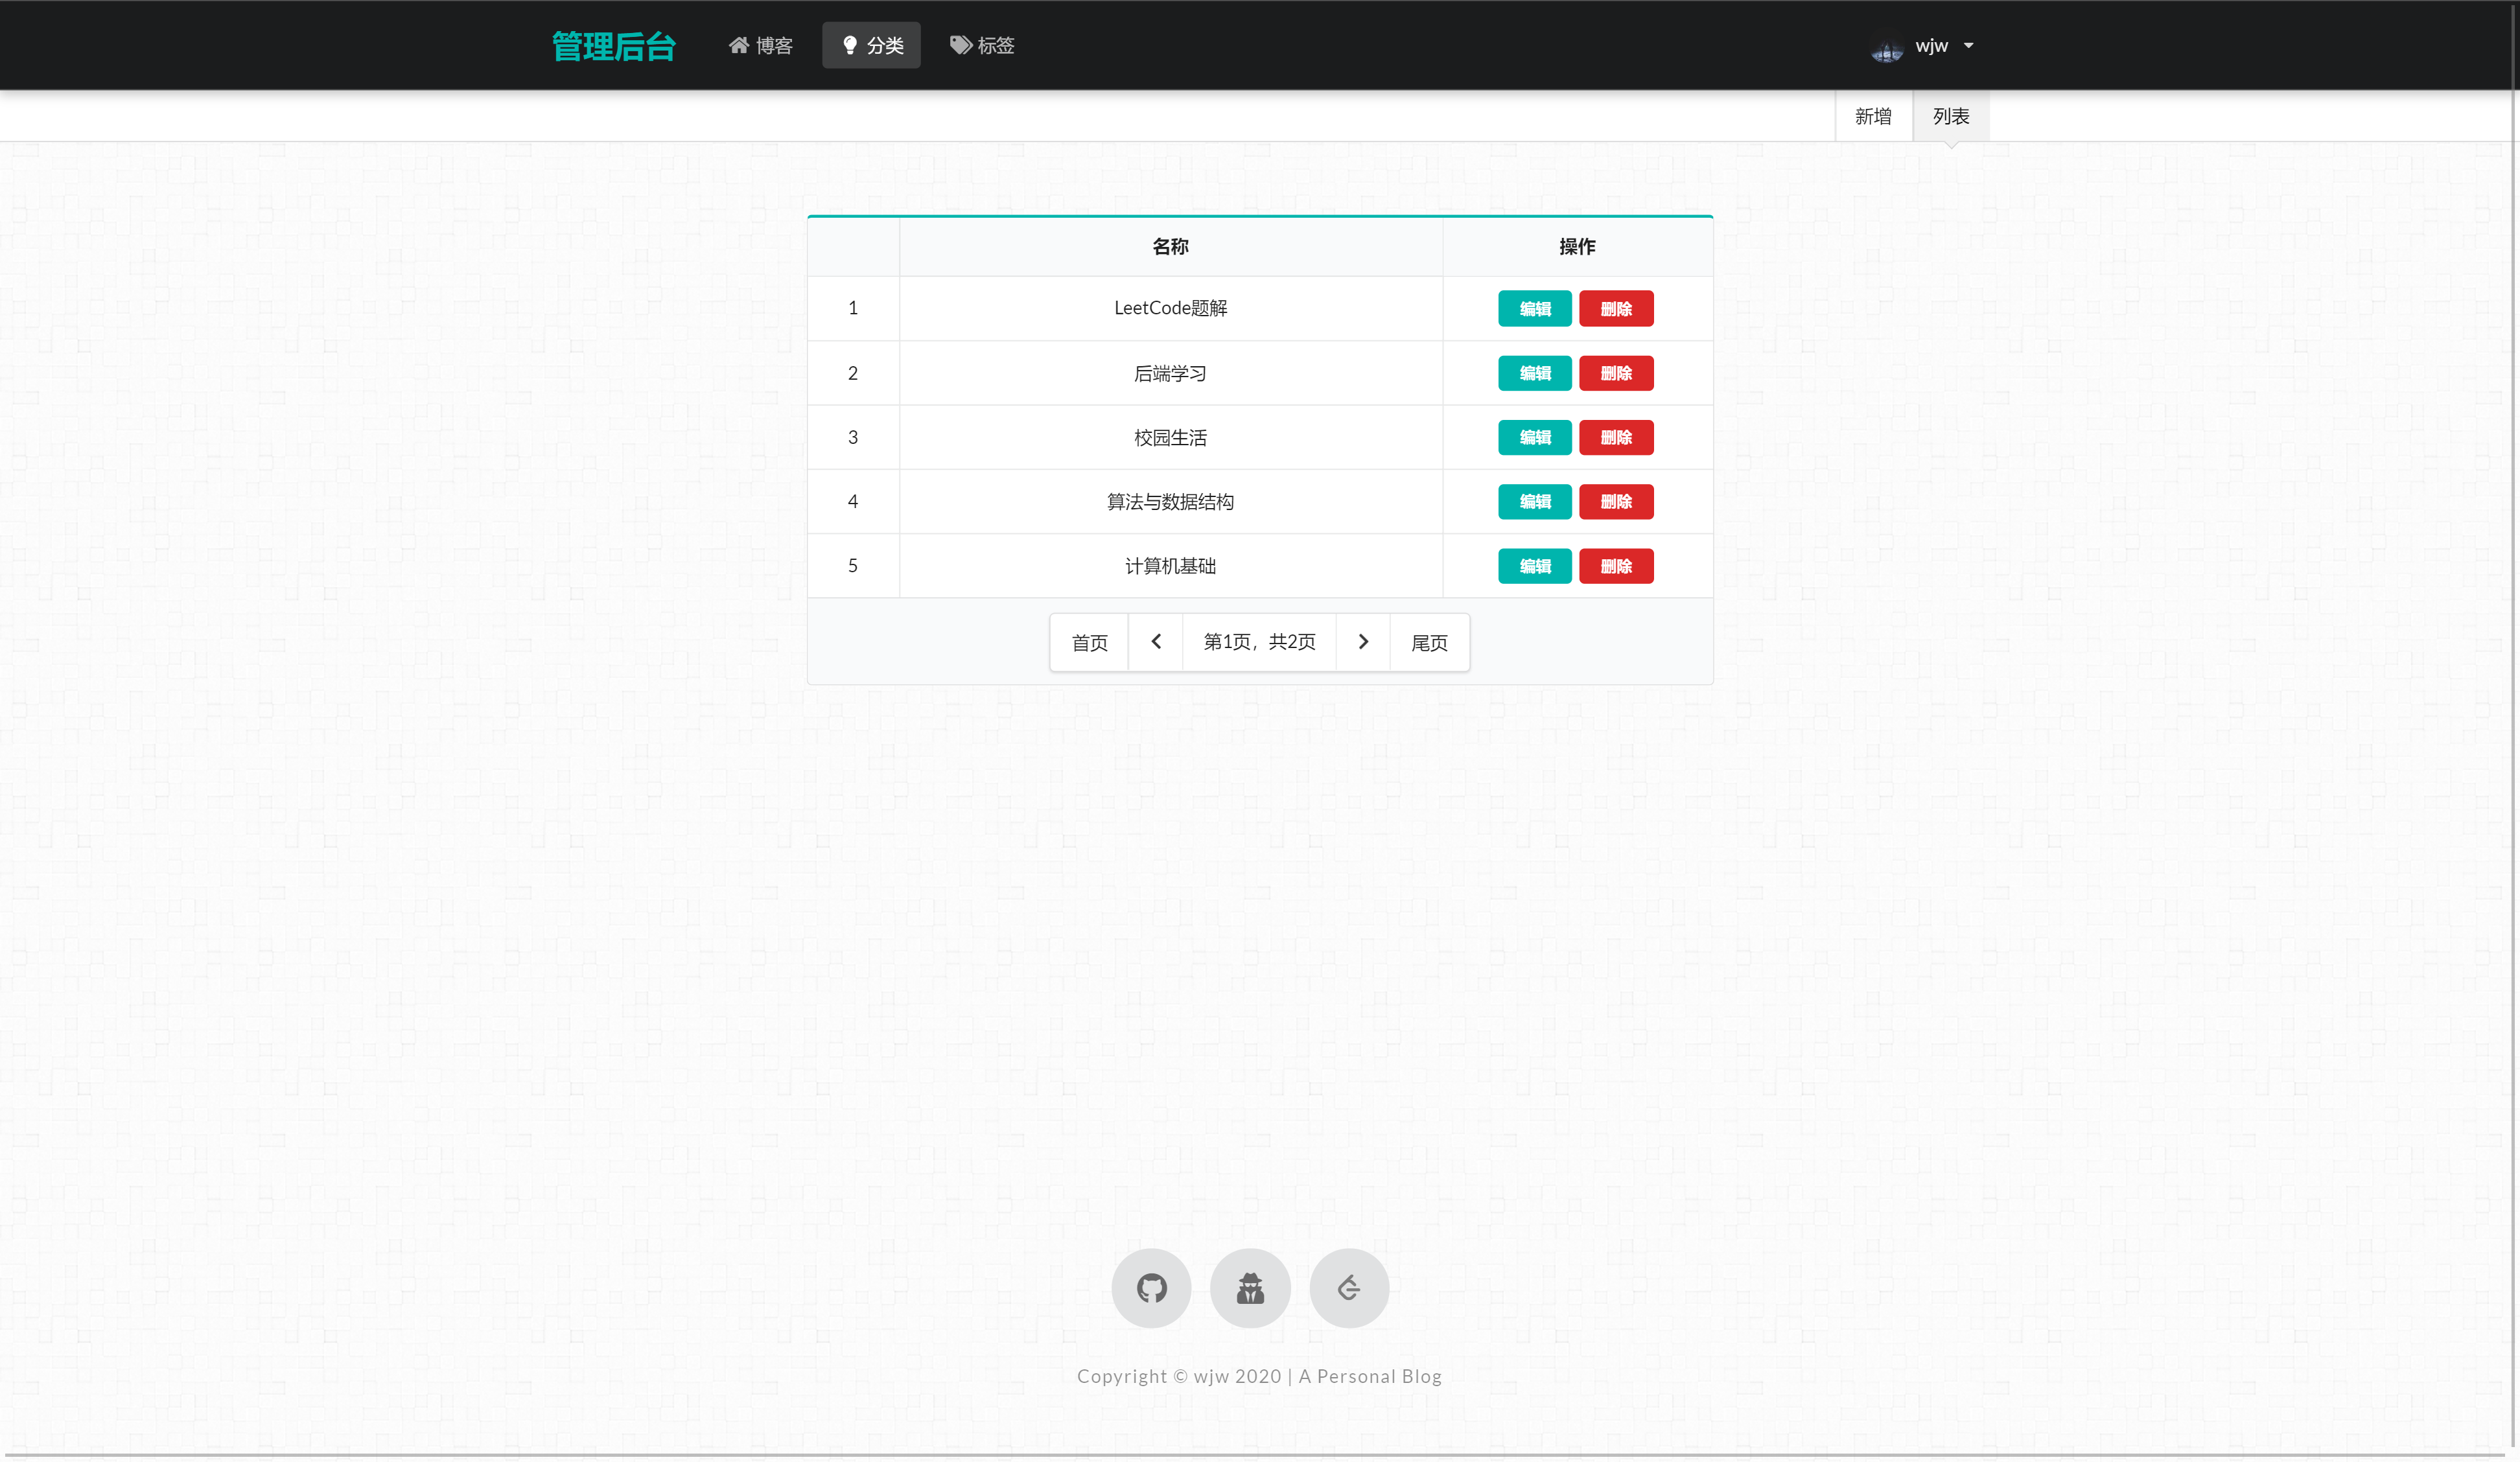 管理后台 博客 分类 标签 wjw
新增 列表
名称 操作
1 LeetCode题解 编辑 删除
2 后端学习 编辑 删除
3 校园生活 编辑 删除
4 算法与数据结构 编辑 删除
5 计算机基础 编辑 删除
首页 第1页，共2页 尾页
Copyright © wjw 2020 | A Personal Blog